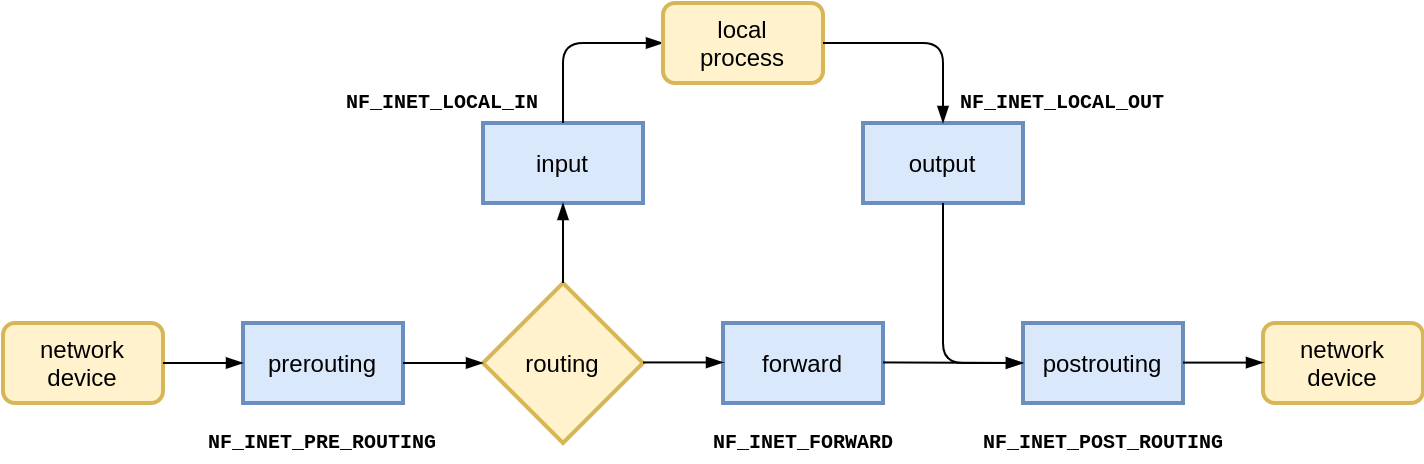 local
process
NF_INET_LOCAL_IN
NF_INET_LOCAL_OUT
input
output
network
device
prerouting
routing
forward
postrouting
network
device
NF_INET_PRE_ROUTING
NF_INET_FORWARD
NF_INET_POST_ROUTING